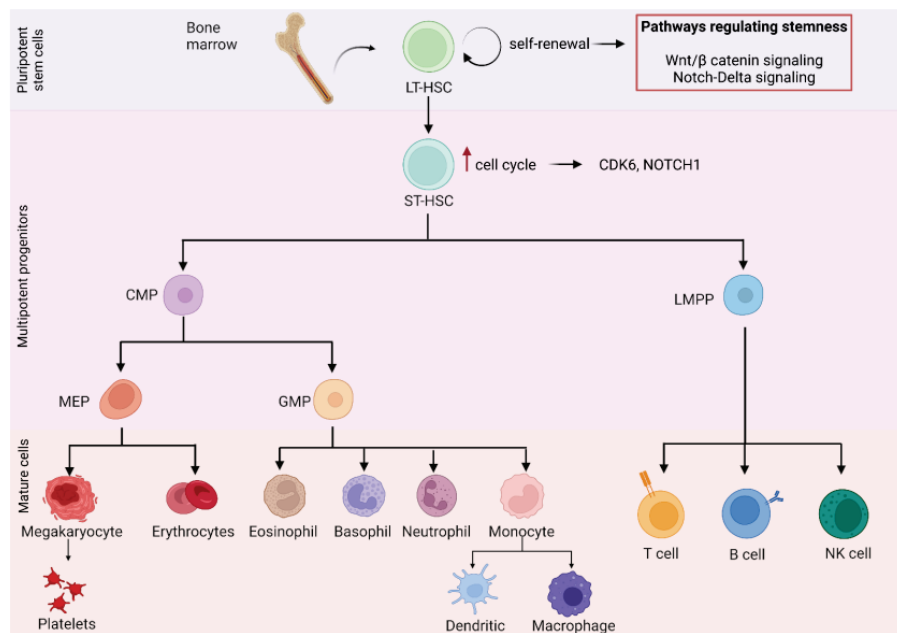 Pluripotent
stem cells
Bone
marrow
LT-HSC
self-renewal
Pathways regulating stemness
Wnt/β catenin signaling
Notch-Delta signaling
Multipotent progenitors
ST-HSC
cell cycle
CDK6, NOTCH1
CMP
LMPP
MEP
GMP
Mature cells
Megakaryocyte
Erythrocytes
Eosinophil
Basophil
Neutrophil
Monocyte
T cell
B cell
NK cell
Platelets
Dendritic
Macrophage